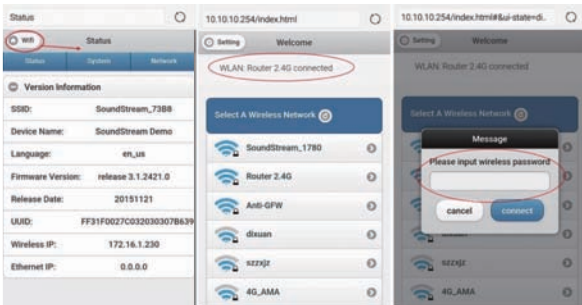 Status
Wifi
Status
Status
System
Network
Version Information
SSID:
SoundStream_73B8
Device Name:
SoundStream Demo
Language:
en_us
Firmware Version:
release 3.1.2421.0
Release Date:
20151121
UUID:
FF31F0027C032030307B639
Wireless IP:
172.16.1.230
Ethernet IP:
0.0.0.0
10.10.10.254/index.html
Setting
Welcome
WLAN: Router 2.4G connected
Select A Wireless Network
SoundStream_1780
Router 2.4G
Anti-GFW
dixuan
szzxjz
4G_AMA
10.10.10.254/index.html#&ui-state=di..
Setting
Welcome
WLAN: Router 2.4G connected
Select A Wireless Network
Message
Please input wireless password
cancel
connect
szzxjz
4G_AMA